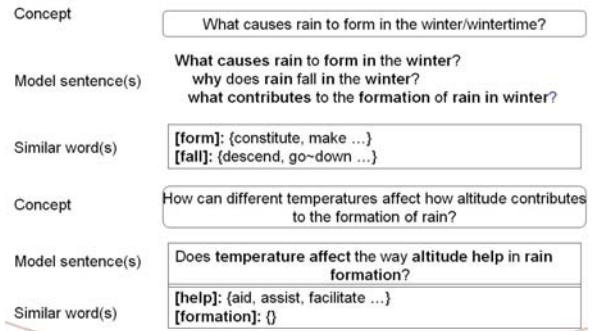 Concept
What causes rain to form in the winter/wintertime?
Model sentence(s)
What causes rain to form in the winter?
why does rain fall in the winter?
what contributes to the formation of rain in winter?
Similar word(s)
[form]: {constitute, make ...}
[fall]: {descend, go~down ...}
Concept
How can different temperatures affect how altitude contributes
to the formation of rain?
Model sentence(s)
Does temperature affect the way altitude help in rain
formation?
Similar word(s)
[help]: {aid, assist, facilitate ...}
[formation]: {}